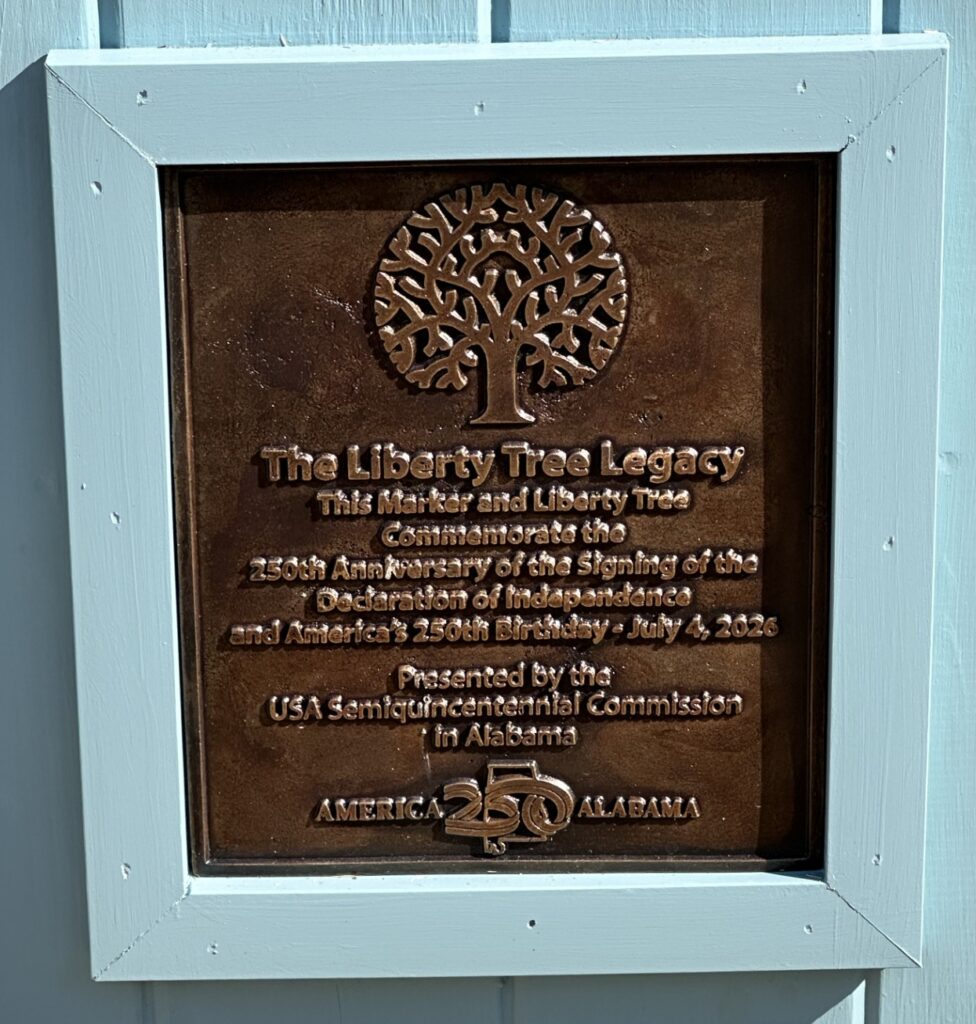 The Liberty Tree Legacy
This Marker and Liberty Tree
Commemorate the
250th Anniversary of the Signing of the
Declaration of Independence
and America's 250th Birthday - July 4, 2026
Presented by the
USA Semiquincentennial Commission
in Alabama
AMERICA 250 ALABAMA